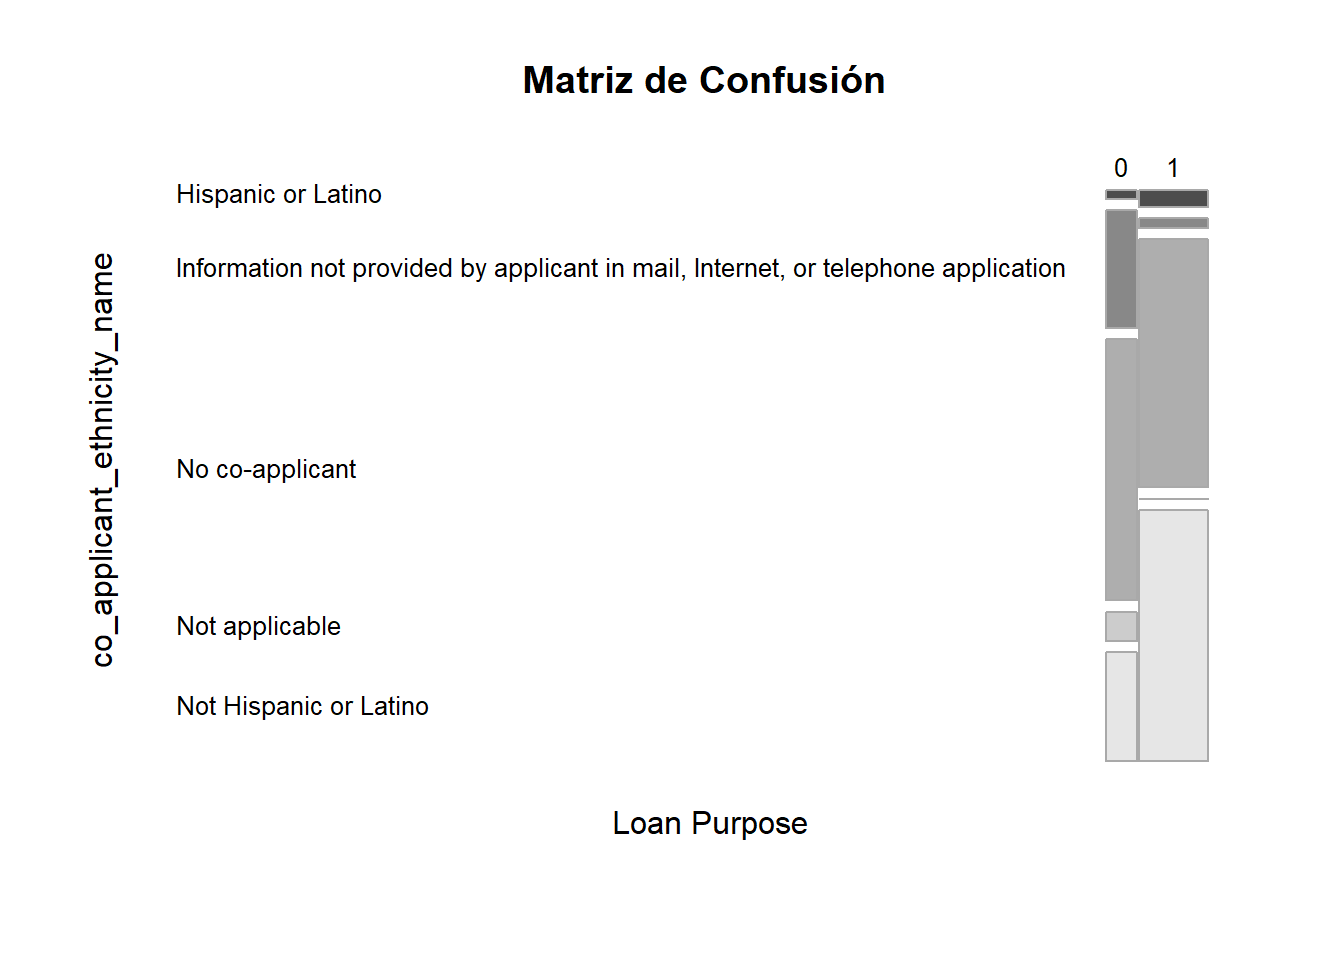 Matriz de Confusión
0 1
Hispanic or Latino
Information not provided by applicant in mail, Internet, or telephone application
No co-applicant
Not applicable
Not Hispanic or Latino
co_applicant_ethnicity_name
Loan Purpose